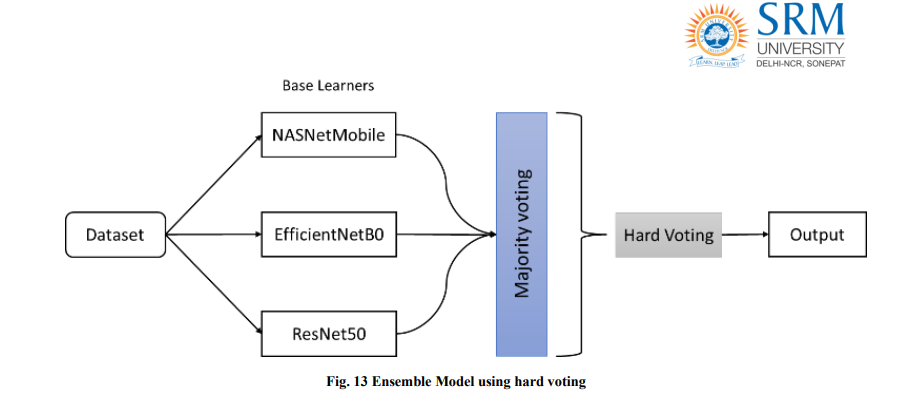 SRM
UNIVERSITY
DELHI-NCR, SONEPAT
LEARN, LEAP, LEAD
Base Learners
NASNetMobile
Dataset
EfficientNetB0
ResNet50
Majority voting
Hard Voting
Output
Fig. 13 Ensemble Model using hard voting